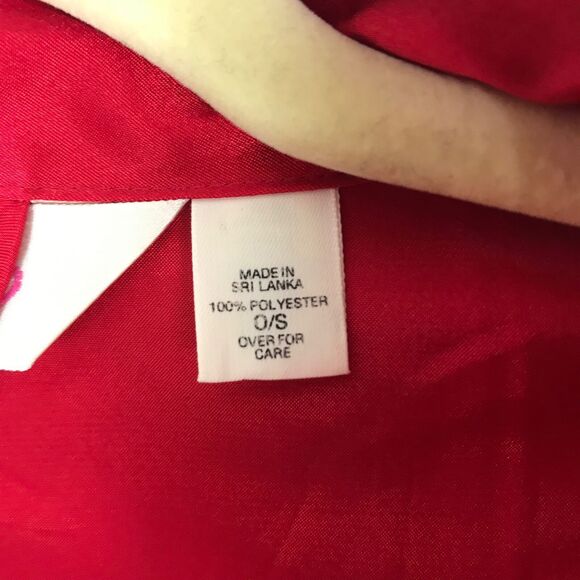 MADE IN
SRI LANKA
100% POLYESTER
O/S
OVER FOR
CARE